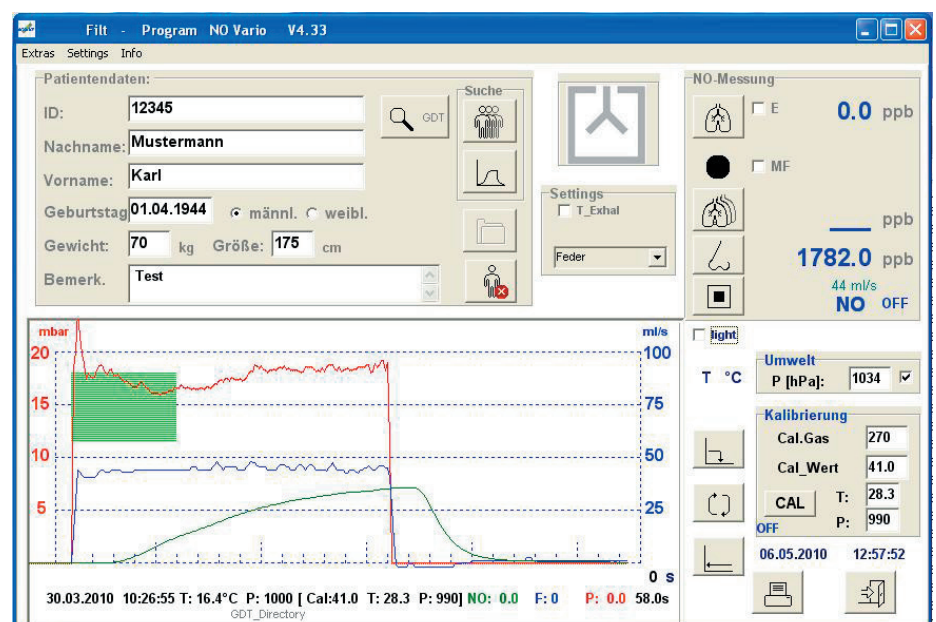 Filt - Program NO Vario V4.33
Extras Settings Info
Patientendaten:
ID: 12345
GDT
Suche
Nachname: Mustermann
Vorname: Karl
Geburtstag 01.04.1944 männl. weibl.
Gewicht: 70 kg Größe: 175 cm
Bemerk. Test
Settings
T_Exhal
Feder
NO-Messung
E 0.0 ppb
MF
ppb
1782.0 ppb
44 ml/s
NO OFF
mbar ml/s
20 100
15 75
10 50
5 25
0 s
30.03.2010 10:26:55 T: 16.4°C P: 1000 [ Cal:41.0 T: 28.3 P: 990] NO: 0.0 F: 0 P: 0.0 58.0s
GDT_Directory
light
T °C
Umwelt
P [hPa]: 1034
Kalibrierung
Cal.Gas 270
Cal_Wert 41.0
CAL T: 28.3
OFF P: 990
06.05.2010 12:57:52